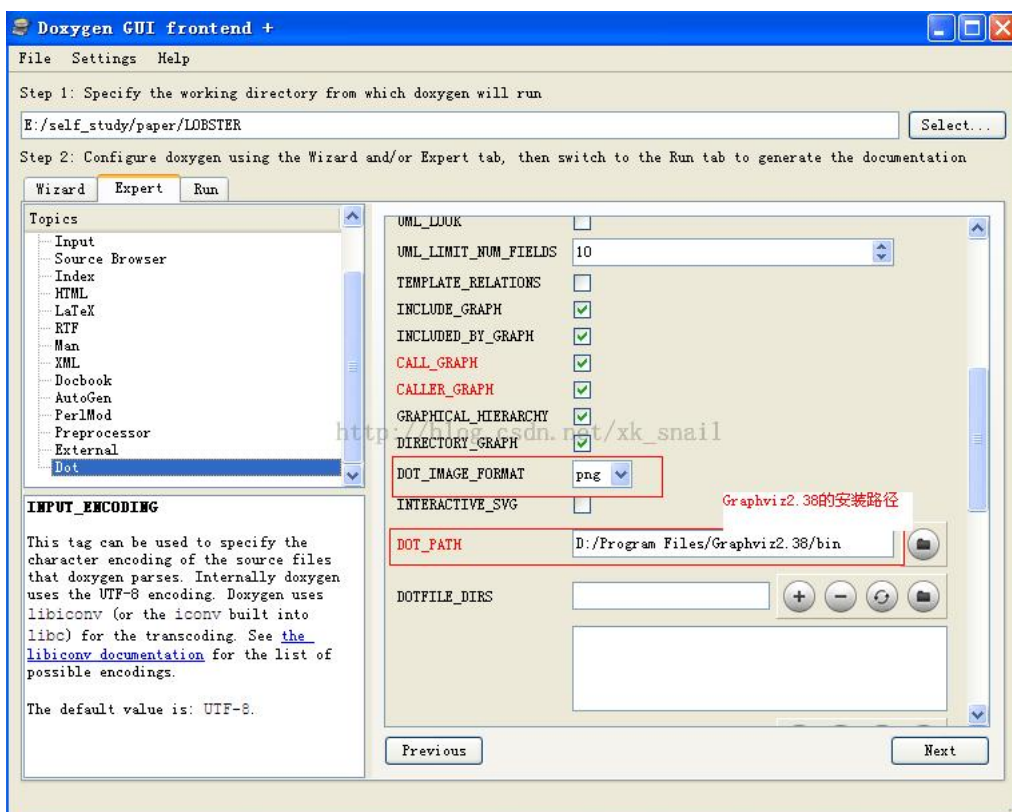 Doxygen GUI frontend +
File Settings Help
Step 1: Specify the working directory from which doxygen will run
E:/self_study/paper/LOBSTER
Select...
Step 2: Configure doxygen using the Wizard and/or Expert tab, then switch to the Run tab to generate the documentation
Wizard Expert Run
Topics
Input
Source Browser
Index
HTML
LaTeX
RTF
Man
XML
Docbook
AutoGen
PerlMod
Preprocessor
External
Dot
INPUT_ENCODING
This tag can be used to specify the
character encoding of the source files
that doxygen parses. Internally doxygen
uses the UTF-8 encoding. Doxygen uses
libiconv (or the iconv built into
libc) for the transcoding. See the
libiconv documentation for the list of
possible encodings.
The default value is: UTF-8.
UML_LOOK
UML_LIMIT_NUM_FIELDS 10
TEMPLATE_RELATIONS
INCLUDE_GRAPH
INCLUDED_BY_GRAPH
CALL_GRAPH
CALLER_GRAPH
GRAPHICAL_HIERARCHY
http://blog.csdn.net/xk_snail
DIRECTORY_GRAPH
DOT_IMAGE_FORMAT png
INTERACTIVE_SVG
Graphviz2.38的安装路径
DOT_PATH D:/Program Files/Graphviz2.38/bin
DOTFILE_DIRS
Previous
Next